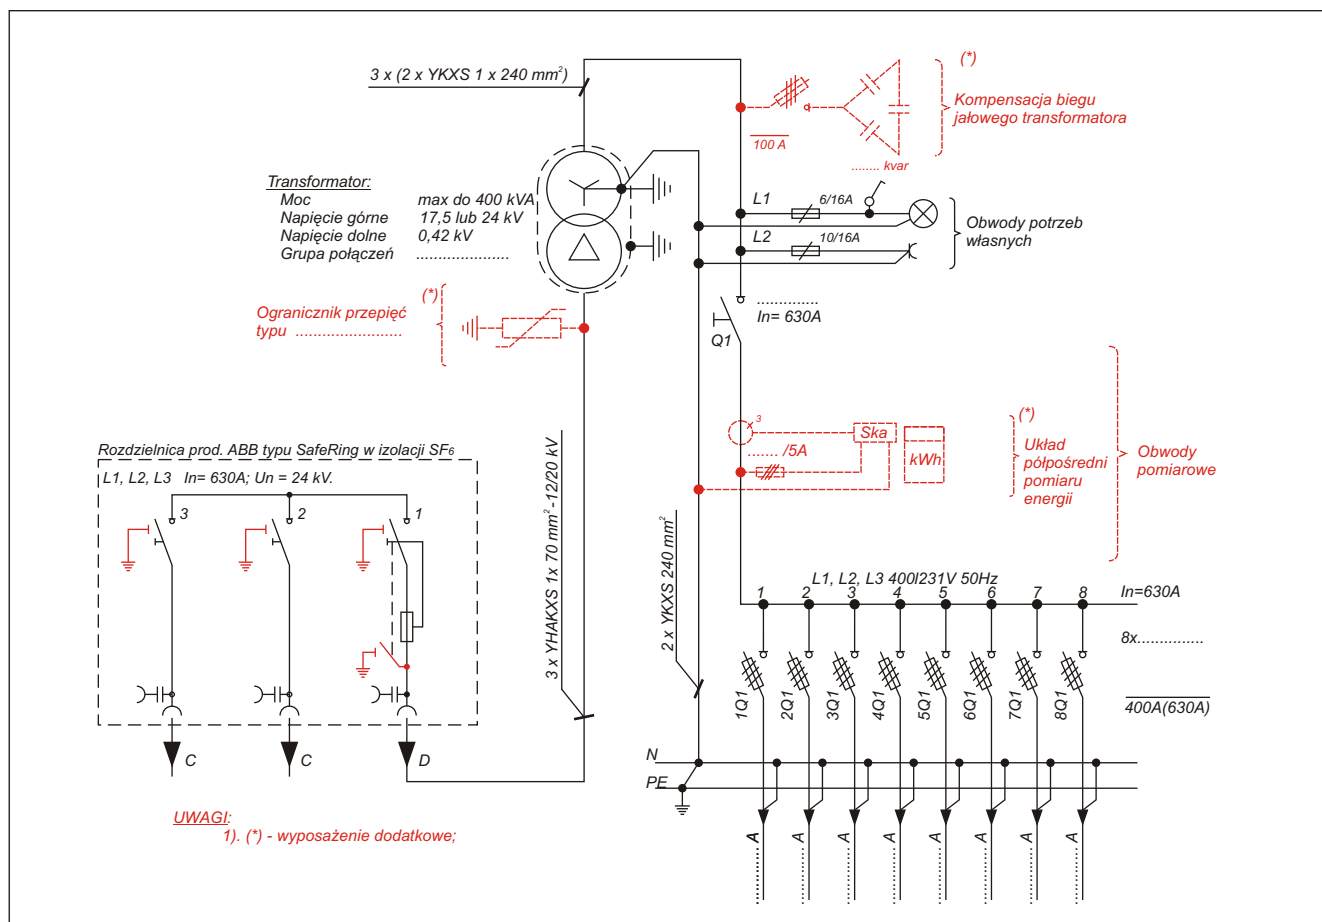 3 x (2 x YKXS 1 x 240 mm²)
(*)
Kompensacja biegu
jałowego transformatora
100 A
........ kvar
Transformator:
Moc max do 400 kVA
Napięcie górne 17,5 lub 24 kV
Napięcie dolne 0,42 kV
Grupa połączeń .....................
L1
6/16A
L2
10/16A
Obwody potrzeb
własnych
(*)
Ogranicznik przepięć
typu .......................
..............
In= 630A
Q1
3
....... /5A
Ska
kWh
(*)
Układ
półpośredni
pomiaru
energii
Obwody
pomiarowe
Rozdzielnica prod. ABB typu SafeRing w izolacji SF6
L1, L2, L3 In= 630A; Un = 24 kV.
3
2
1
3 x YHAKXS 1x 70 mm² -12/20 kV
2 x YKXS 240 mm²
L1, L2, L3 400I231V 50Hz
1 2 3 4 5 6 7 8
In=630A
8x...............
1Q1 2Q1 3Q1 4Q1 5Q1 6Q1 7Q1 8Q1
400A(630A)
N
PE
C
C
D
UWAGI:
1). (*) - wyposażenie dodatkowe;
.............. A .............. A .............. A .............. A .............. A .............. A .............. A .............. A